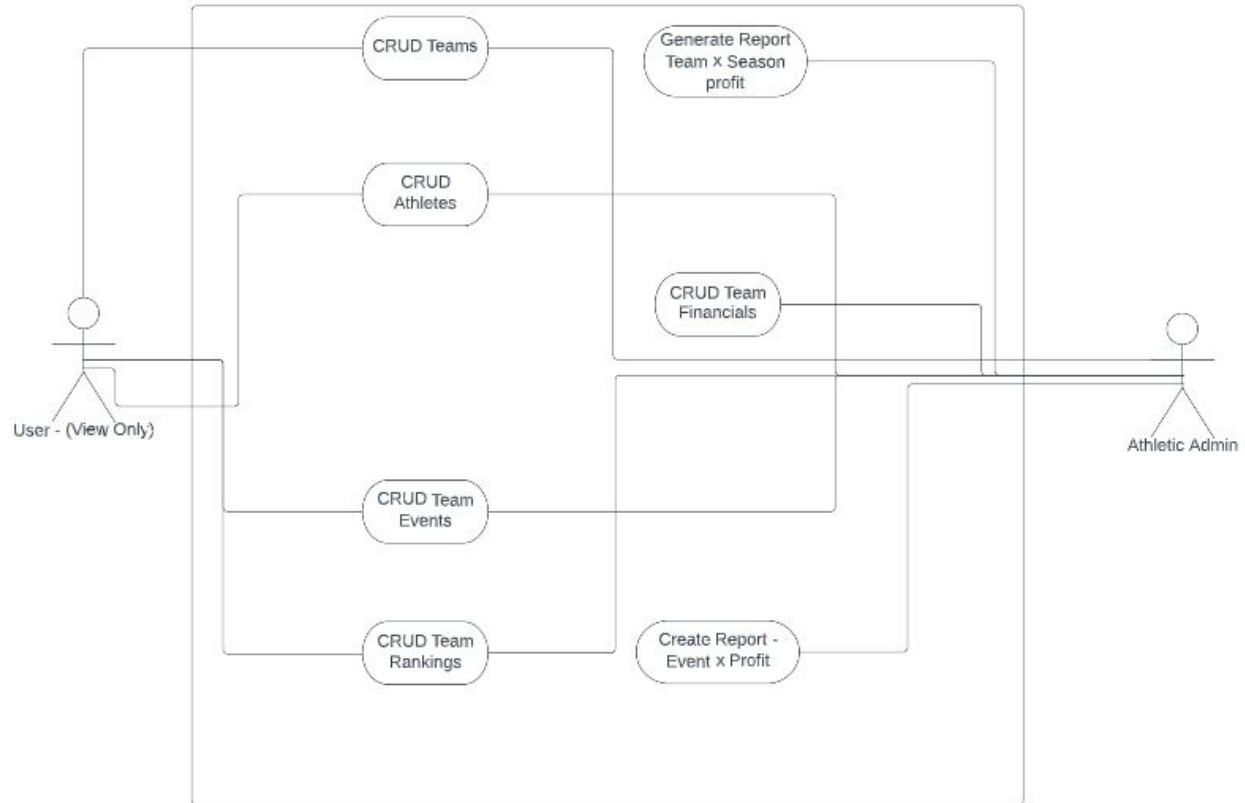 CRUD Teams
Generate Report
Team x Season
profit
CRUD
Athletes
CRUD Team
Financials
User - (View Only)
Athletic Admin
CRUD Team
Events
CRUD Team
Rankings
Create Report -
Event x Profit